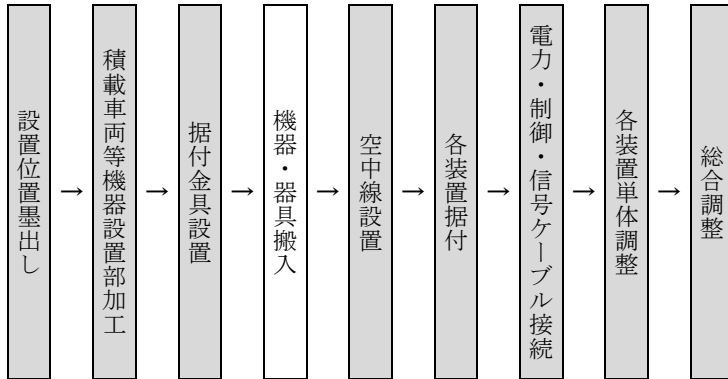 設置位置墨出し
→
積載車両等機器設置部加工
→
据付金具設置
→
機器・器具搬入
→
空中線設置
→
各装置据付
→
電力・制御・信号ケーブル接続
→
各装置単体調整
→
総合調整